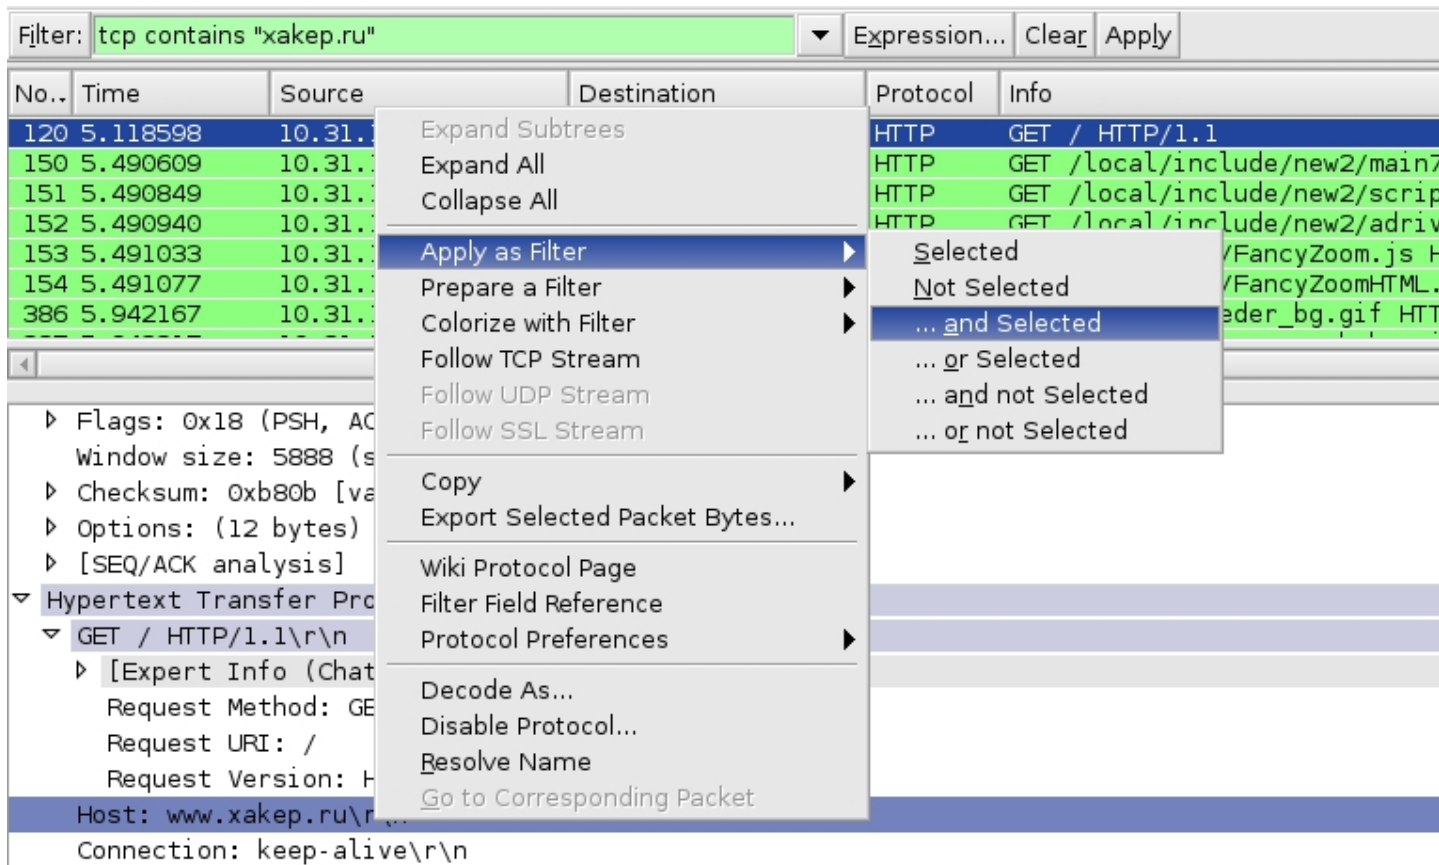 Filter: tcp contains "xakep.ru" Expression... Clear Apply
No.. Time Source Destination Protocol Info
120 5.118598 10.31. HTTP GET / HTTP/1.1
150 5.490609 10.31. HTTP GET /local/include/new2/main7
151 5.490849 10.31. HTTP GET /local/include/new2/scrip
152 5.490940 10.31. HTTP GET /local/include/new2/adriv
153 5.491033 10.31. /FancyZoom.js H
154 5.491077 10.31. /FancyZoomHTML.
386 5.942167 10.31. eder_bg.gif HTT
Expand Subtrees
Expand All
Collapse All
Apply as Filter
Prepare a Filter
Colorize with Filter
Follow TCP Stream
Follow UDP Stream
Follow SSL Stream
Copy
Export Selected Packet Bytes...
Wiki Protocol Page
Filter Field Reference
Protocol Preferences
Decode As...
Disable Protocol...
Resolve Name
Go to Corresponding Packet
Selected
Not Selected
... and Selected
... or Selected
... and not Selected
... or not Selected
Flags: 0x18 (PSH, AC
Window size: 5888 (s
Checksum: 0xb80b [va
Options: (12 bytes)
[SEQ/ACK analysis]
Hypertext Transfer Pro
GET / HTTP/1.1\r\n
[Expert Info (Chat
Request Method: GE
Request URI: /
Request Version: H
Host: www.xakep.ru\r\n
Connection: keep-alive\r\n